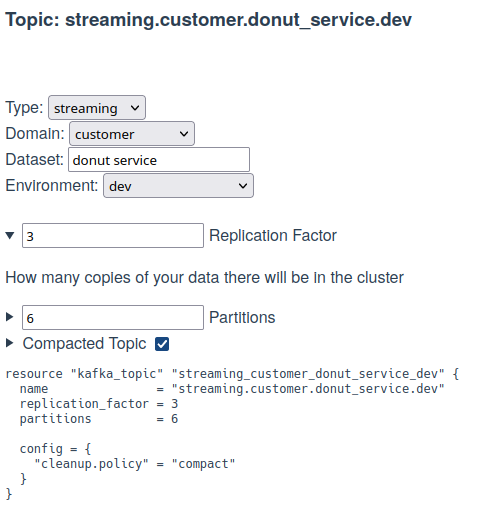 Topic: streaming.customer.donut_service.dev
Type: streaming
Domain: customer
Dataset: donut service
Environment: dev
3 Replication Factor
How many copies of your data there will be in the cluster
6 Partitions
Compacted Topic
resource "kafka_topic" "streaming_customer_donut_service_dev" {
  name              = "streaming.customer.donut_service.dev"
  replication_factor = 3
  partitions         = 6
  config = {
    "cleanup.policy" = "compact"
  }
}